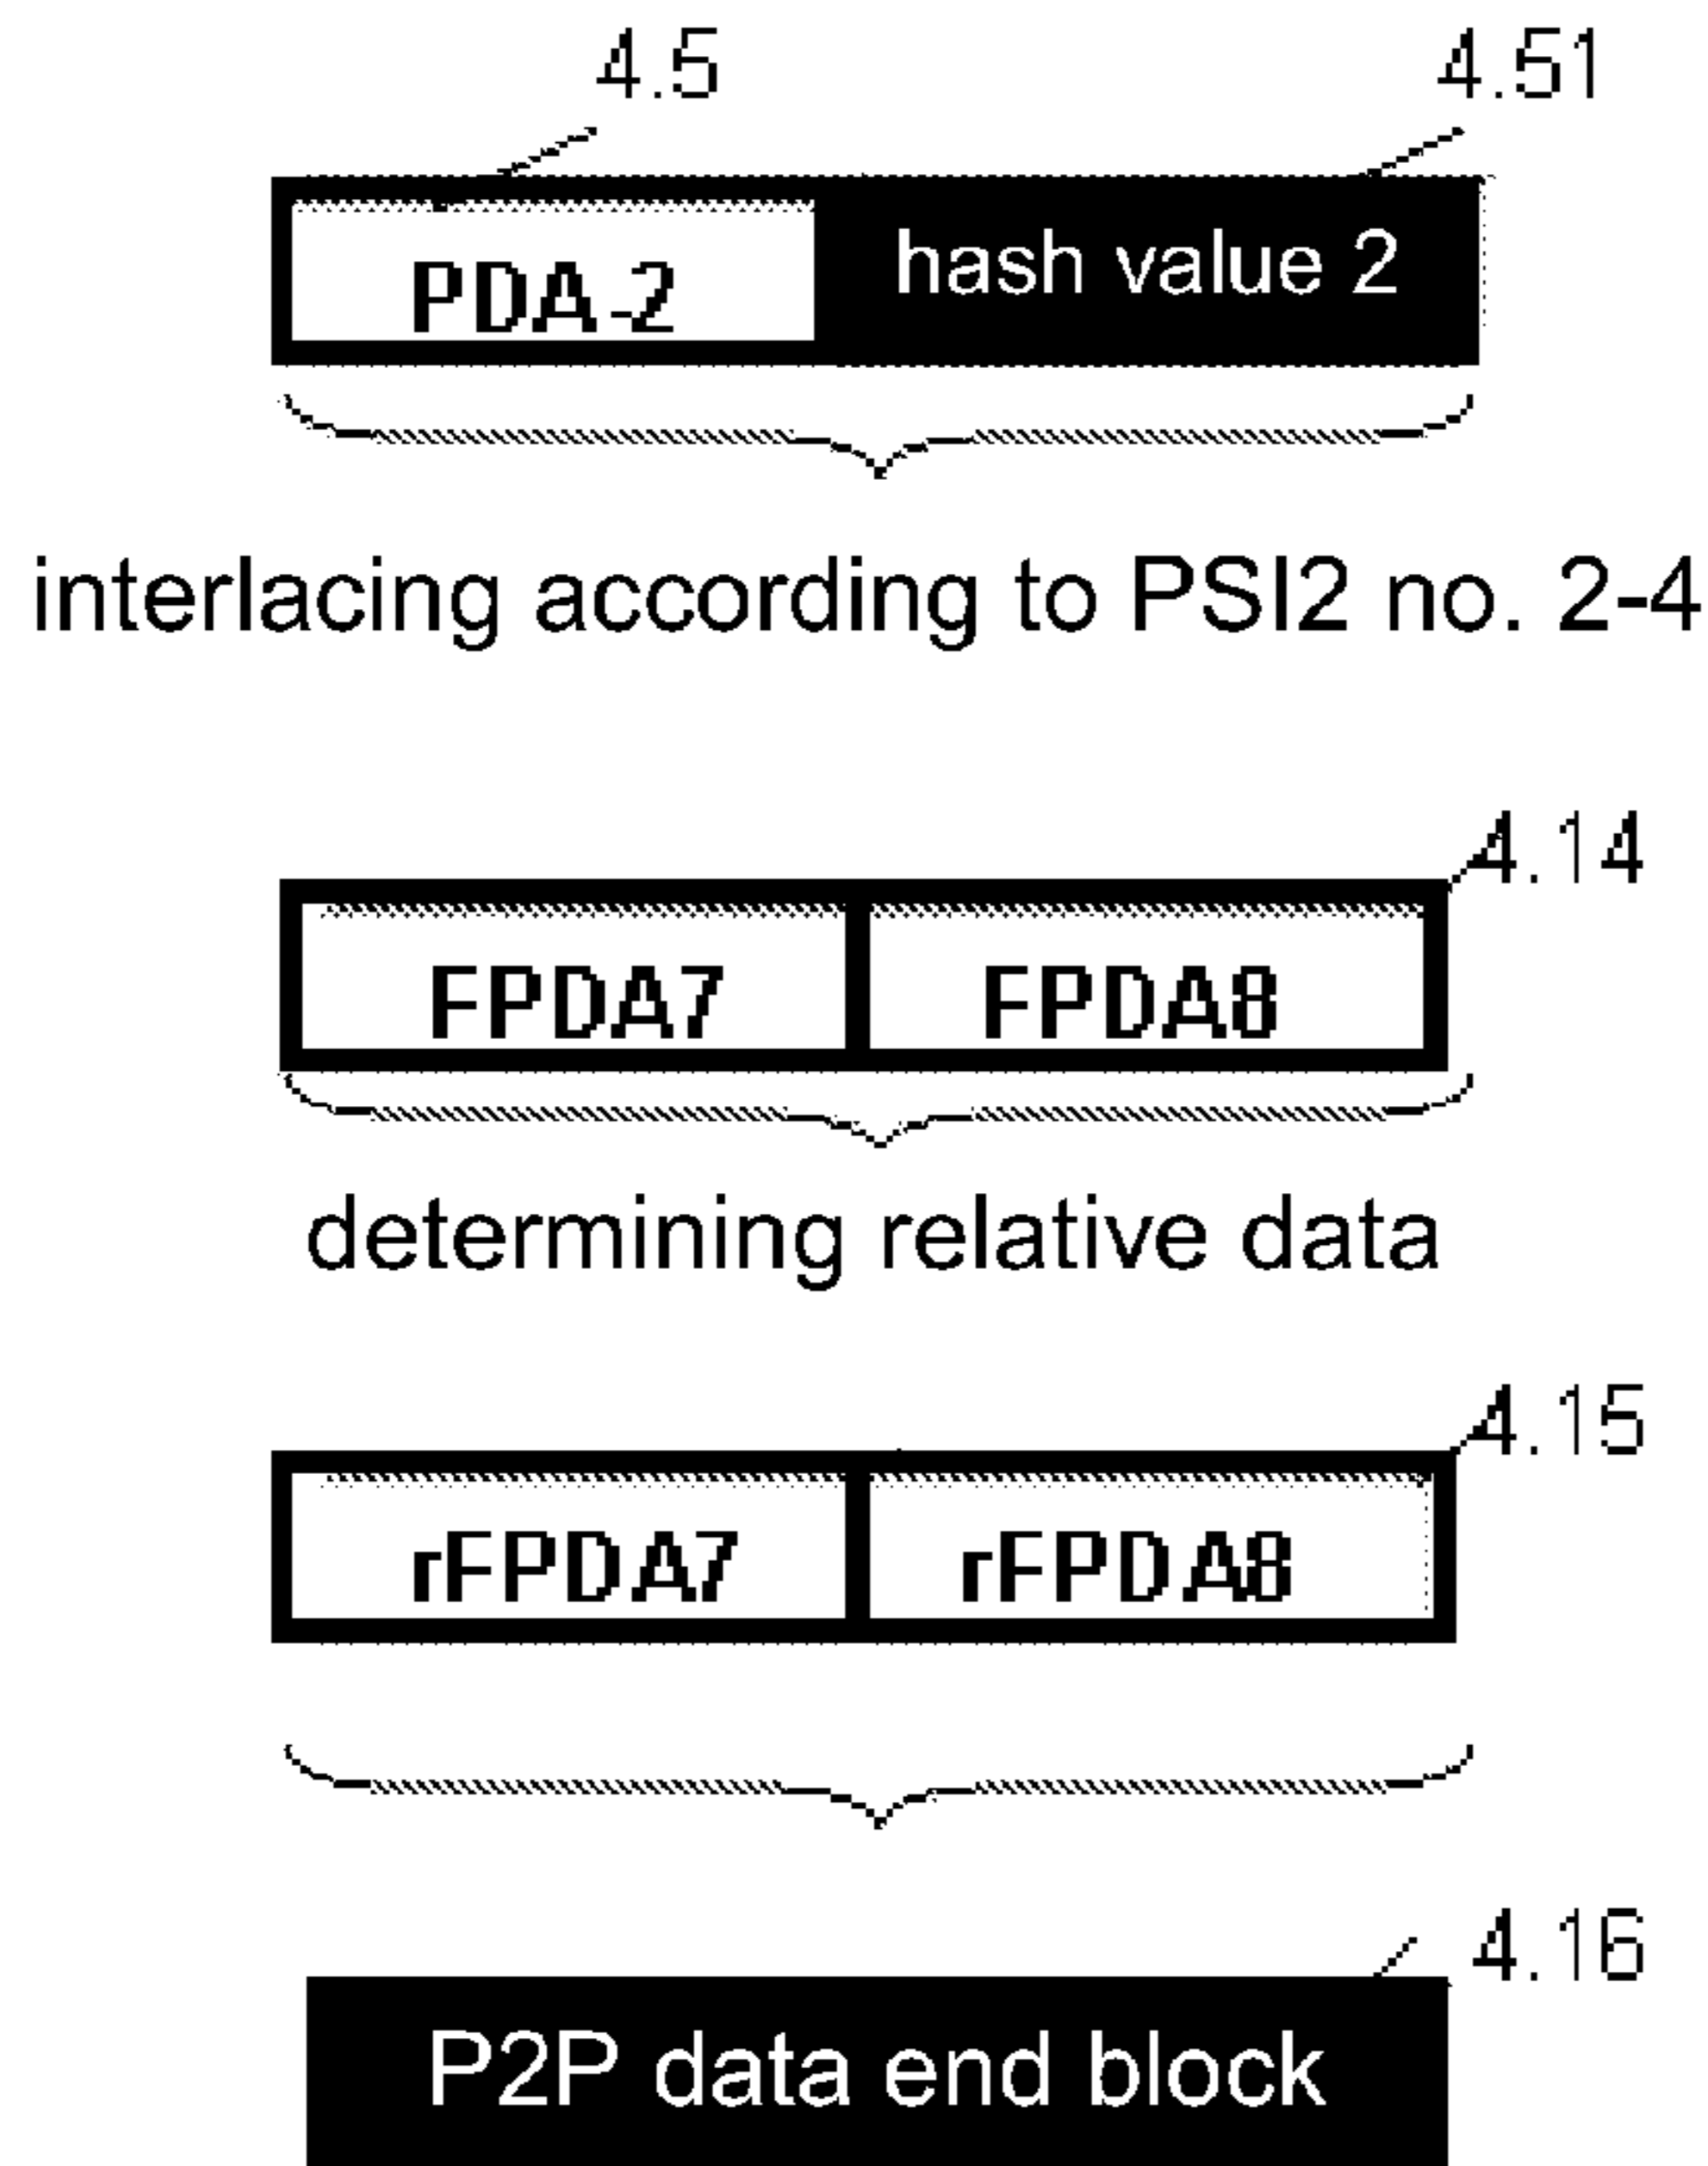 4.5 4.51
PDA-2 hash value 2
interlacing according to PSI2 no. 2-4
4.14
FPDA7 FPDA8
determining relative data
4.15
rFPDA7 rFPDA8
4.16
P2P data end block